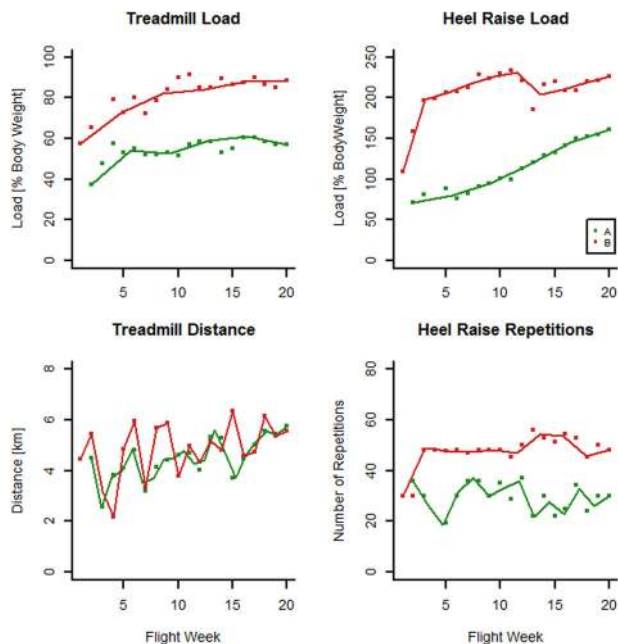 Treadmill Load
Load [% Body Weight]
100
80
60
40
20
0
5 10 15 20
Heel Raise Load
Load [% BodyWeight]
250
200
150
100
50
0
5 10 15 20
A
B
Treadmill Distance
Distance [km]
8
6
4
2
0
5 10 15 20
Flight Week
Heel Raise Repetitions
Number of Repetitions
80
60
40
20
0
5 10 15 20
Flight Week